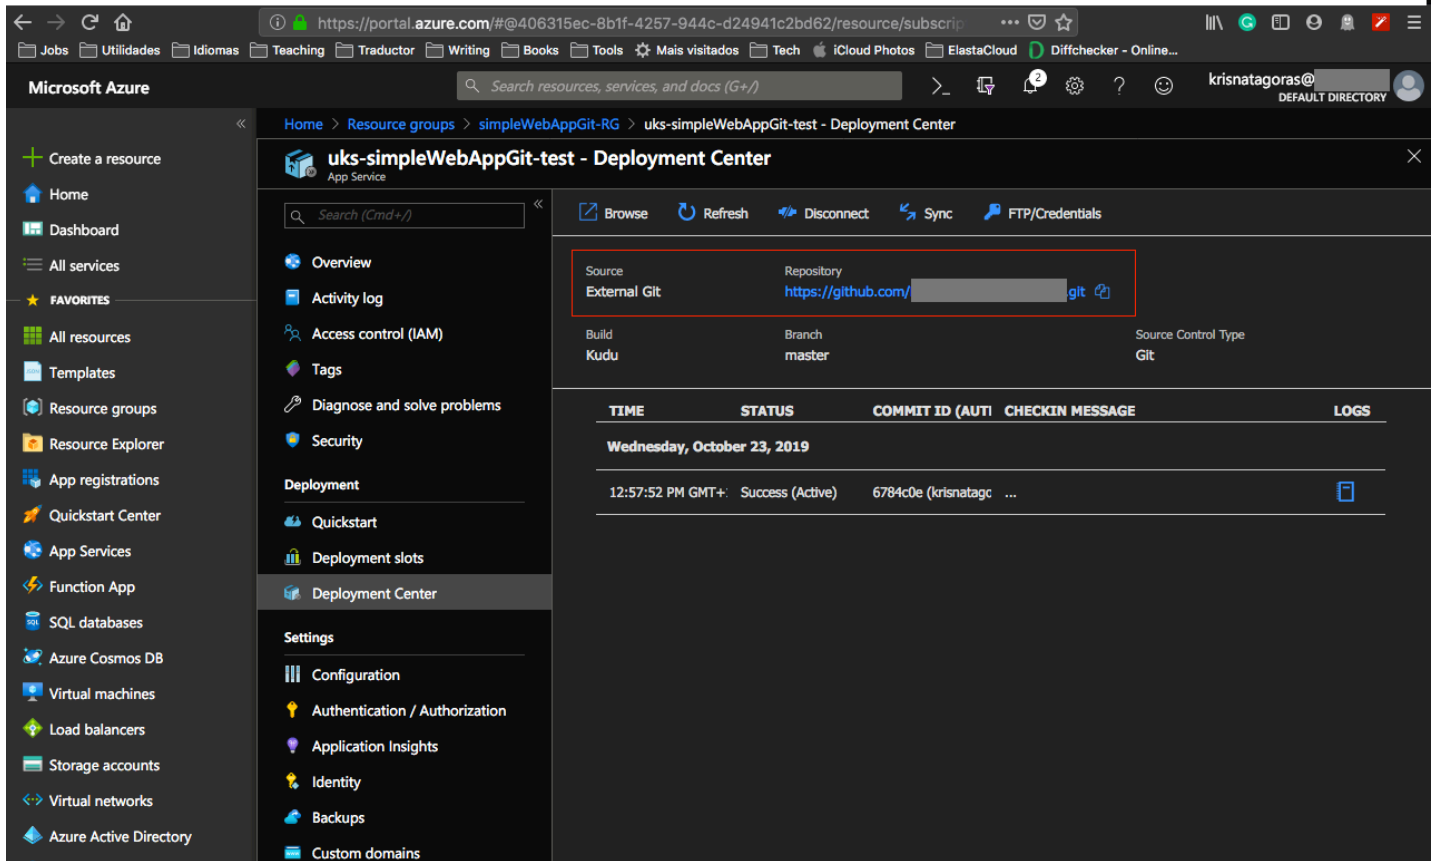 https://portal.azure.com/#@406315ec-8b1f-4257-944c-d24941c2bd62/resource/subscrip
Jobs Utilidades Idiomas Teaching Traductor Writing Books Tools Mais visitados Tech iCloud Photos ElastaCloud Diffchecker - Online...
Microsoft Azure
Search resources, services, and docs (G+/)
2
krisnatagoras@
DEFAULT DIRECTORY
Home > Resource groups > simpleWebAppGit-RG > uks-simpleWebAppGit-test - Deployment Center
uks-simpleWebAppGit-test - Deployment Center
App Service
Create a resource
Home
Dashboard
All services
FAVORITES
All resources
Templates
Resource groups
Resource Explorer
App registrations
Quickstart Center
App Services
Function App
SQL databases
Azure Cosmos DB
Virtual machines
Load balancers
Storage accounts
Virtual networks
Azure Active Directory
Search (Cmd+/)
Overview
Activity log
Access control (IAM)
Tags
Diagnose and solve problems
Security
Deployment
Quickstart
Deployment slots
Deployment Center
Settings
Configuration
Authentication / Authorization
Application Insights
Identity
Backups
Custom domains
Browse Refresh Disconnect Sync FTP/Credentials
Source Repository
External Git https://github.com/ .git
Build Branch Source Control Type
Kudu master Git
TIME STATUS COMMIT ID (AUTI CHECKIN MESSAGE LOGS
Wednesday, October 23, 2019
12:57:52 PM GMT+ Success (Active) 6784c0e (krisnatagc ...